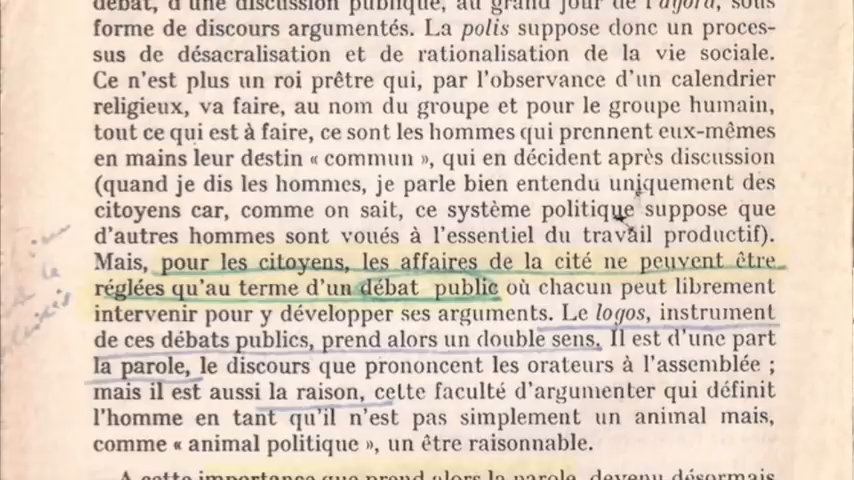 débat, d'une discussion publique, au grand jour de l'agora, sous
forme de discours argumentés. La polis suppose donc un proces-
sus de désacralisation et de rationalisation de la vie sociale.
Ce n'est plus un roi prêtre qui, par l'observance d'un calendrier
religieux, va faire, au nom du groupe et pour le groupe humain,
tout ce qui est à faire, ce sont les hommes qui prennent eux-mêmes
en mains leur destin « commun », qui en décident après discussion
(quand je dis les hommes, je parle bien entendu uniquement des
citoyens car, comme on sait, ce système politique suppose que
d'autres hommes sont voués à l'essentiel du travail productif).
Mais, pour les citoyens, les affaires de la cité ne peuvent être
réglées qu'au terme d'un débat public où chacun peut librement
intervenir pour y développer ses arguments. Le logos, instrument
de ces débats publics, prend alors un double sens. Il est d'une part
la parole, le discours que prononcent les orateurs à l'assemblée ;
mais il est aussi la raison, cette faculté d'argumenter qui définit
l'homme en tant qu'il n'est pas simplement un animal mais,
comme « animal politique », un être raisonnable.
A cette importance que prend alors la parole, devenu désormais